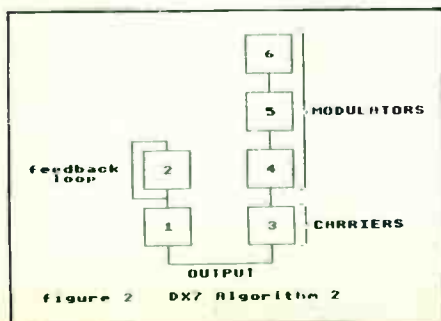 6
5
MODULATORS
feedback
loop
2
4
1
3
CARRIERS
OUTPUT
figure 2 DX7 Algorithm 2